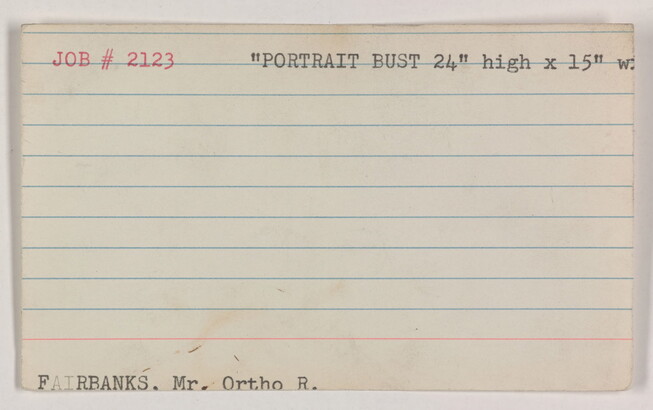 JOB # 2123 "PORTRAIT BUST 24" high x 15"
FAIRBANKS, Mr. Ortho R.